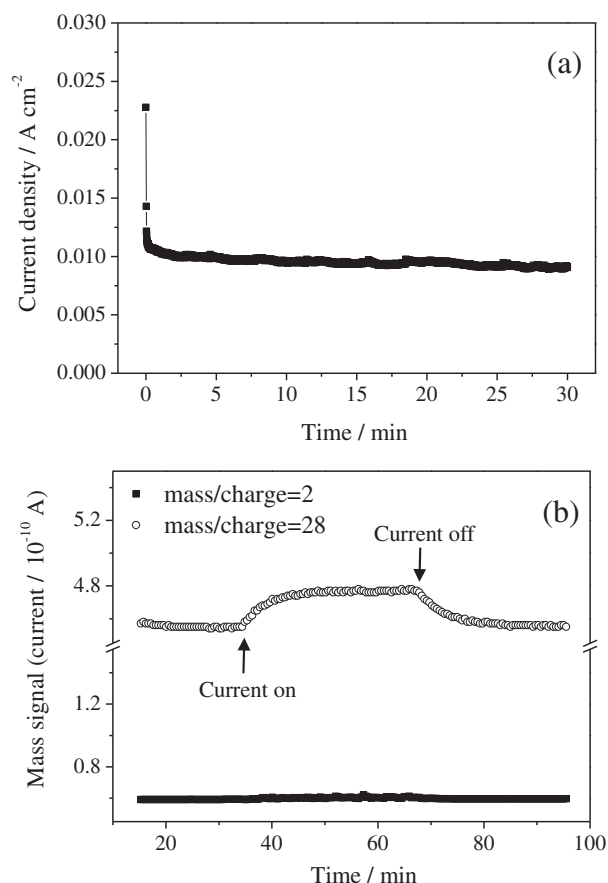 0.030
(a)
0.025
0.020
0.015
0.010
0.005
0.000
Current density / A cm⁻²
0 5 10 15 20 25 30
Time / min
■ mass/charge=2
○ mass/charge=28
(b)
5.2
Current off
4.8
Current on
1.2
0.8
Mass signal (current / 10⁻¹⁰ A)
20 40 60 80 100
Time / min